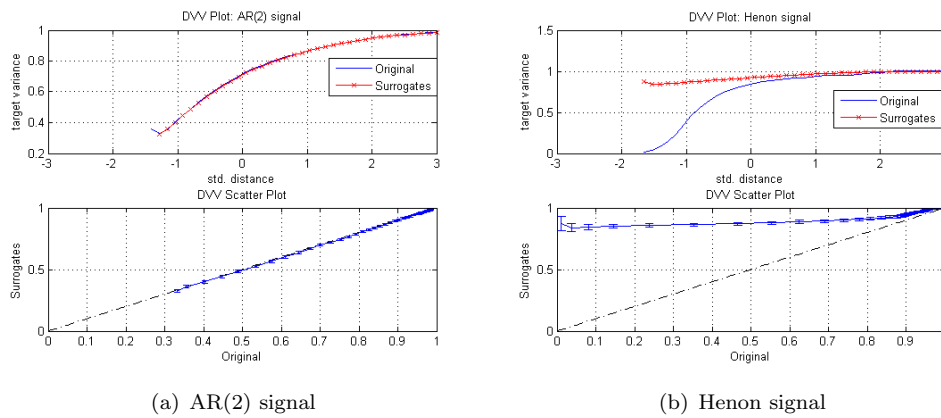 DVV Plot: AR(2) signal
1
0.8
0.6
0.4
0.2
target variance
Original
Surrogates
-3
-2
-1
0
1
2
3
std. distance
DVV Scatter Plot
1
0.5
0
Surrogates
0
0.1
0.2
0.3
0.4
0.5
0.6
0.7
0.8
0.9
1
Original
(a) AR(2) signal
DVV Plot: Henon signal
1.5
1
0.5
0
target variance
Original
Surrogates
-3
-2
-1
0
1
2
std. distance
DVV Scatter Plot
1
0.5
0
Surrogates
0
0.1
0.2
0.3
0.4
0.5
0.6
0.7
0.8
0.9
Original
(b) Henon signal